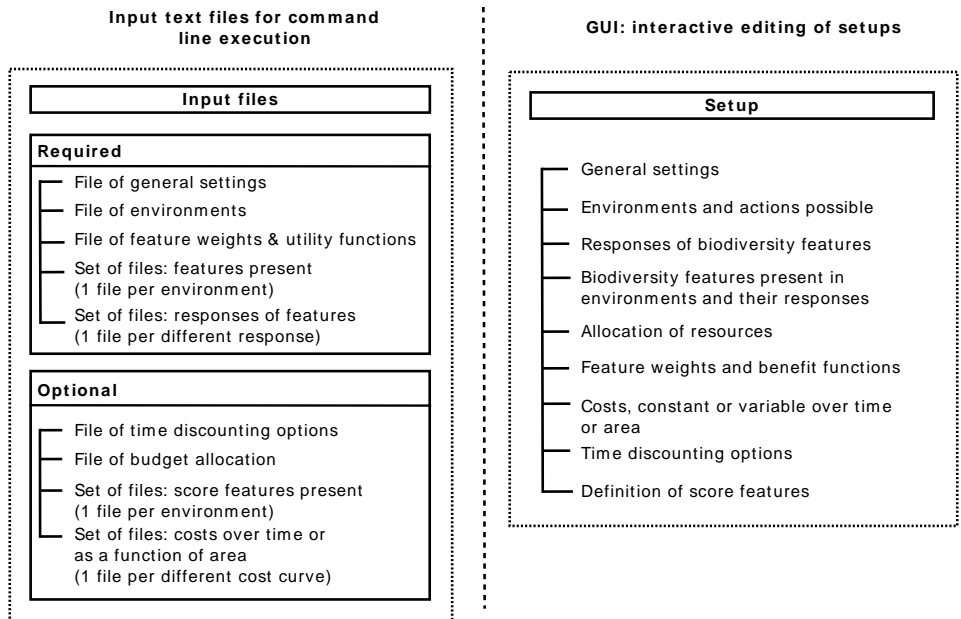 Input text files for command
line execution
Input files
Required
File of general settings
File of environments
File of feature weights & utility functions
Set of files: features present
(1 file per environment)
Set of files: responses of features
(1 file per different response)
Optional
File of time discounting options
File of budget allocation
Set of files: score features present
(1 file per environment)
Set of files: costs over time or
as a function of area
(1 file per different cost curve)
GUI: interactive editing of setups
Setup
General settings
Environments and actions possible
Responses of biodiversity features
Biodiversity features present in
environments and their responses
Allocation of resources
Feature weights and benefit functions
Costs, constant or variable over time
or area
Time discounting options
Definition of score features